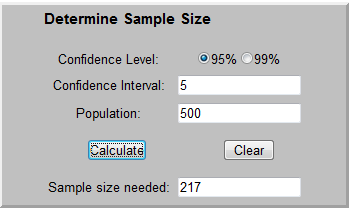 Determine Sample Size
Confidence Level: 95% 99%
Confidence Interval: 5
Population: 500
Calculate Clear
Sample size needed: 217